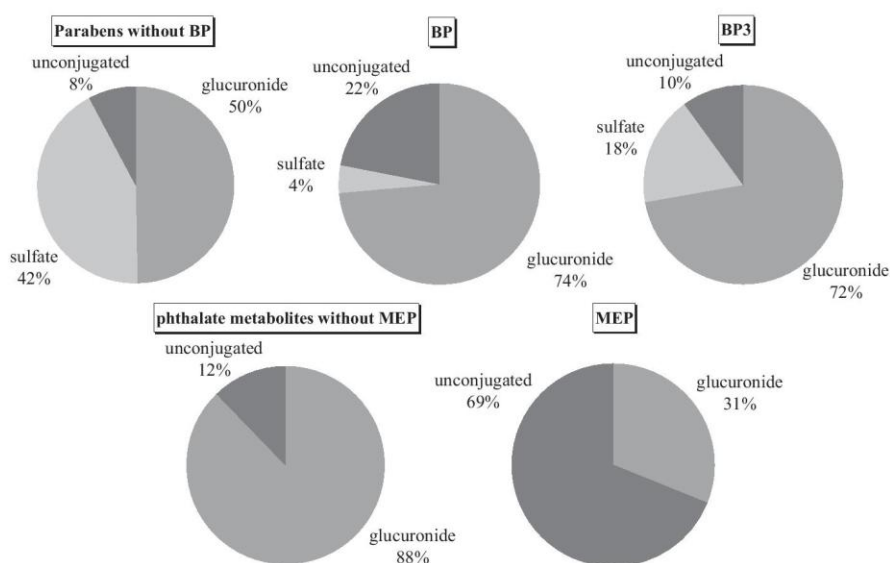 Parabens without BP
unconjugated
8%
glucuronide
50%
sulfate
42%
BP
unconjugated
22%
sulfate
4%
glucuronide
74%
BP3
unconjugated
10%
sulfate
18%
glucuronide
72%
phthalate metabolites without MEP
unconjugated
12%
glucuronide
88%
MEP
unconjugated
69%
glucuronide
31%